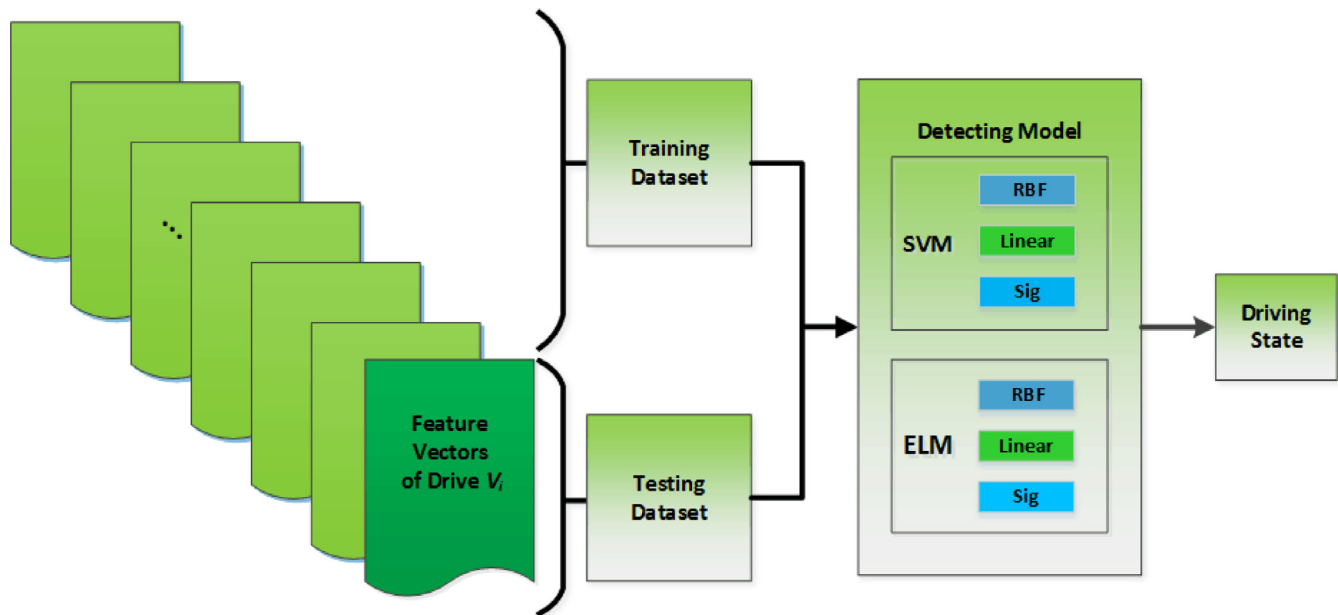 Feature
Vectors
of Drive Vi
Training
Dataset
Testing
Dataset
Detecting Model
SVM
RBF
Linear
Sig
ELM
RBF
Linear
Sig
Driving
State